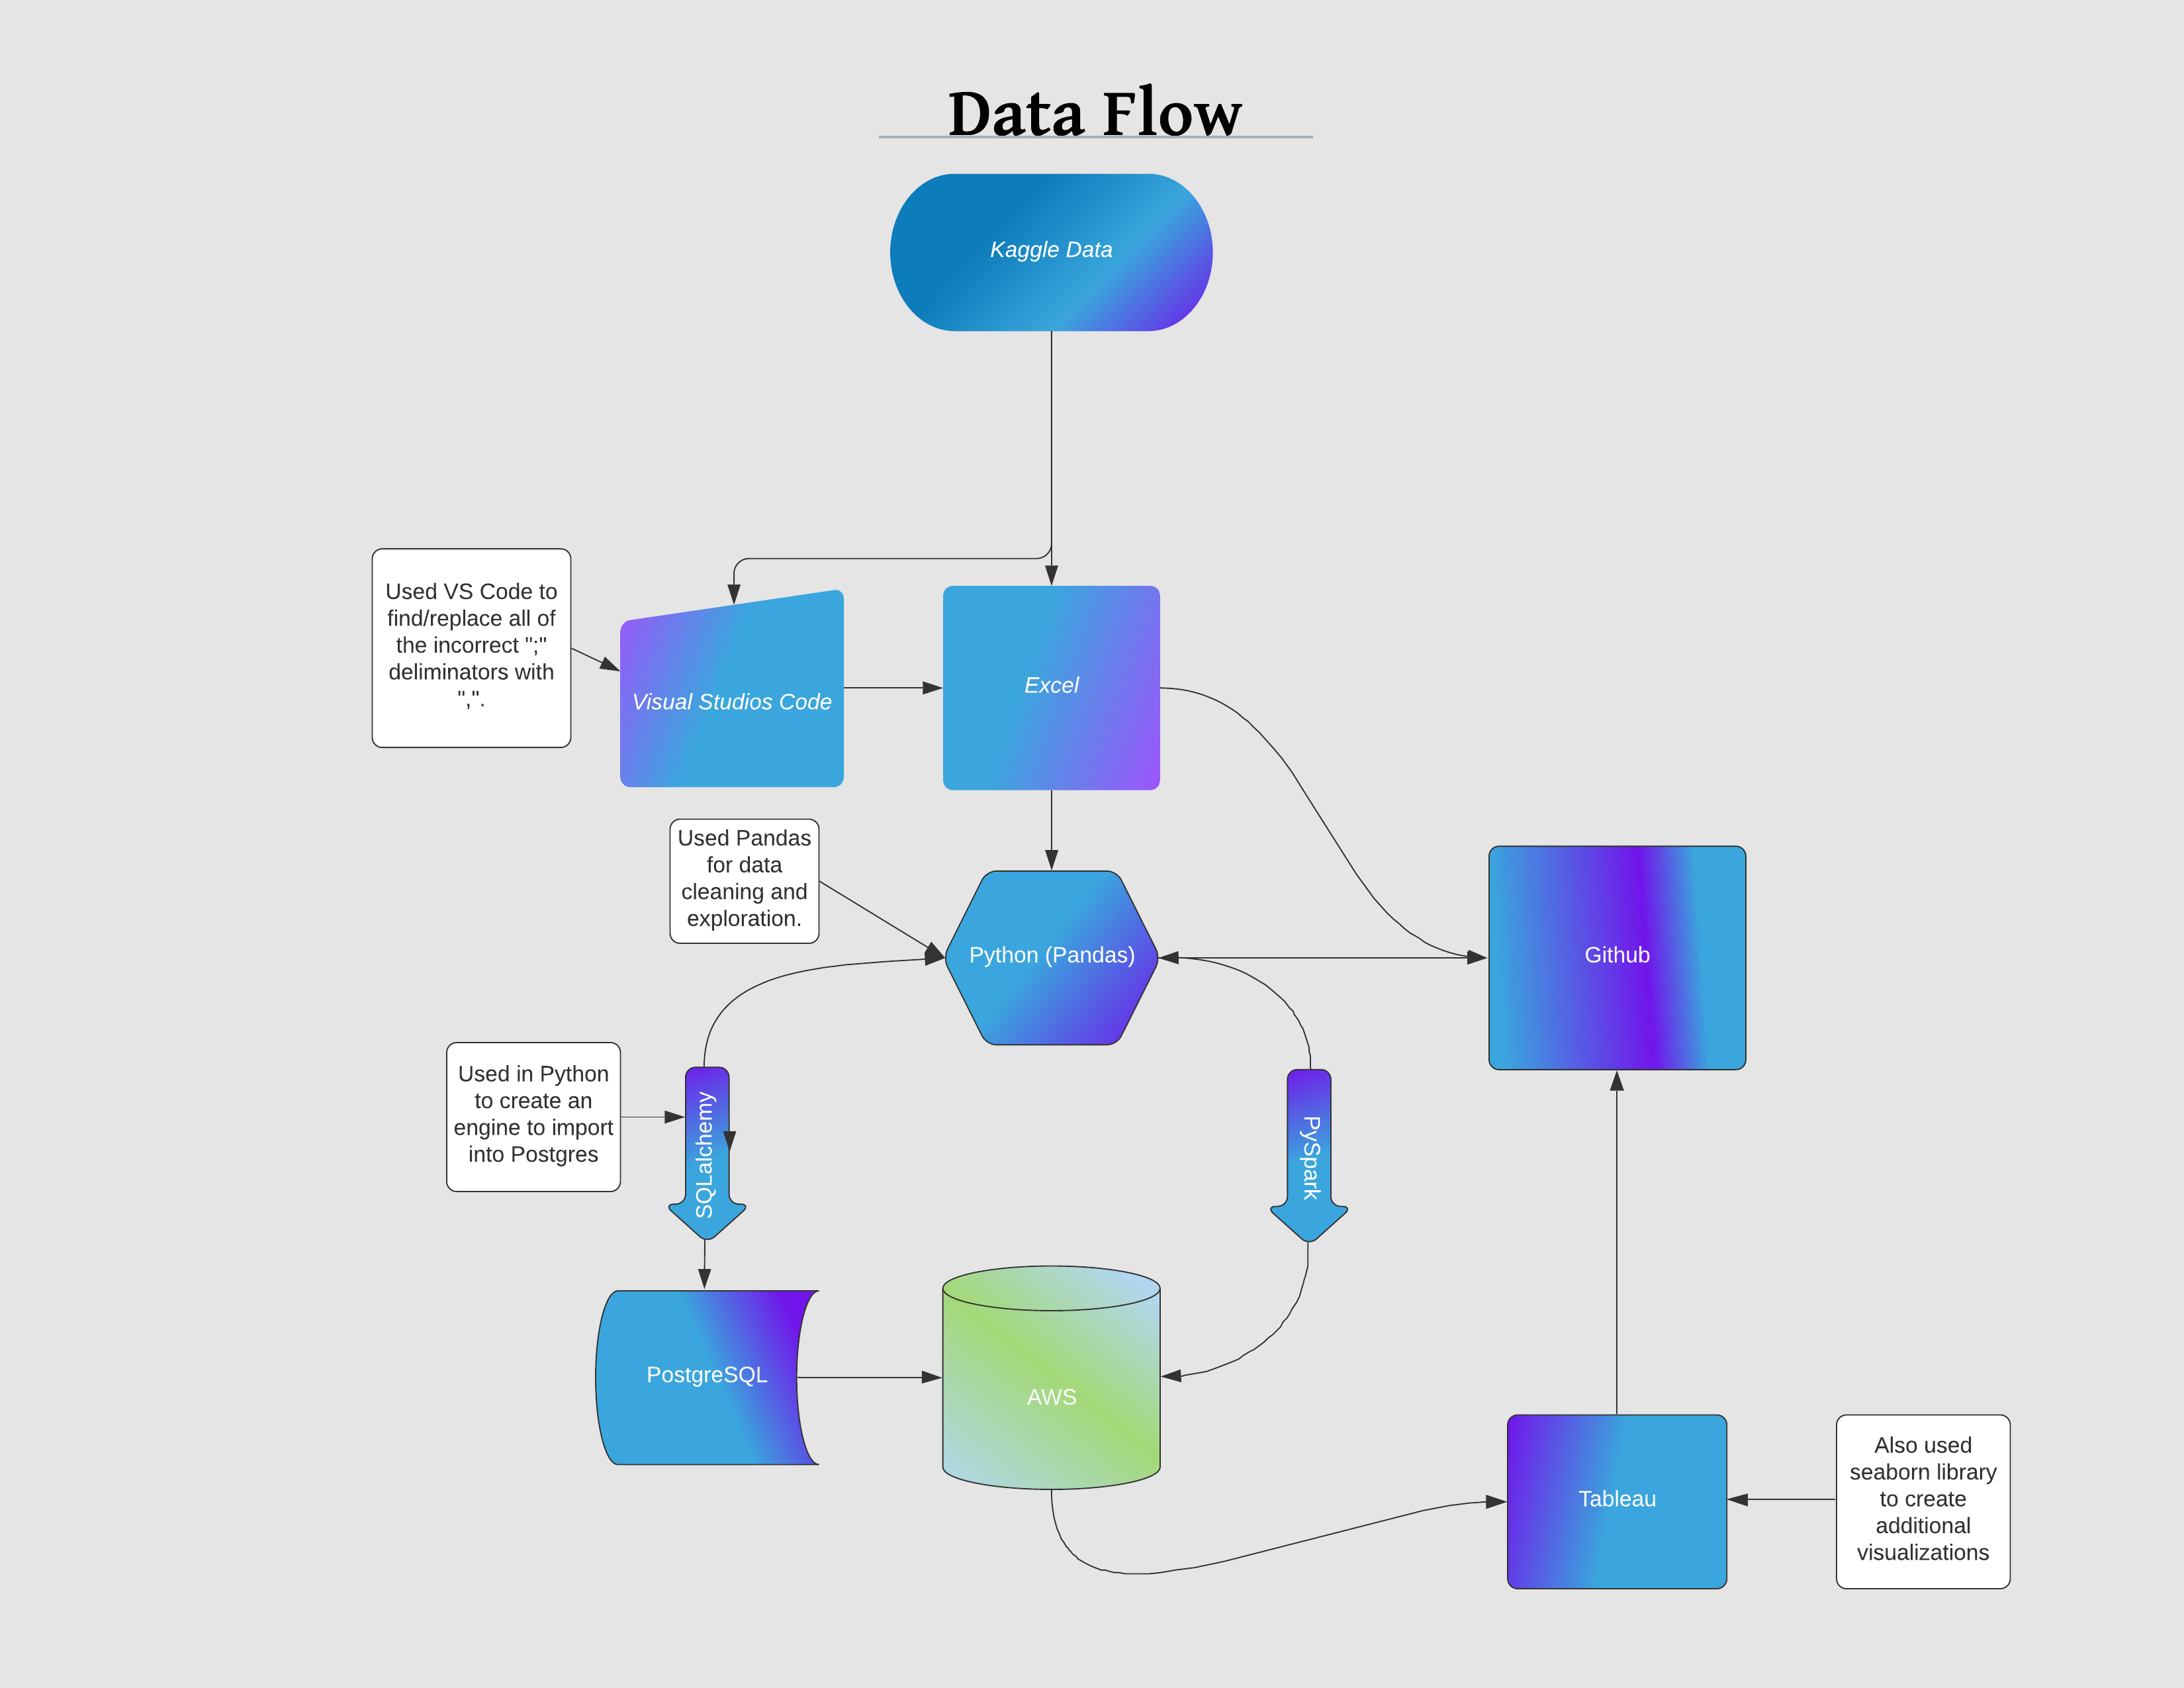 Data Flow
Kaggle Data
Used VS Code to
find/replace all of
the incorrect ";"
deliminators with
",".
Visual Studios Code
Excel
Used Pandas
for data
cleaning and
exploration.
Python (Pandas)
Github
Used in Python
to create an
engine to import
into Postgres
SQLalchemy
PySpark
PostgreSQL
AWS
Tableau
Also used
seaborn library
to create
additional
visualizations